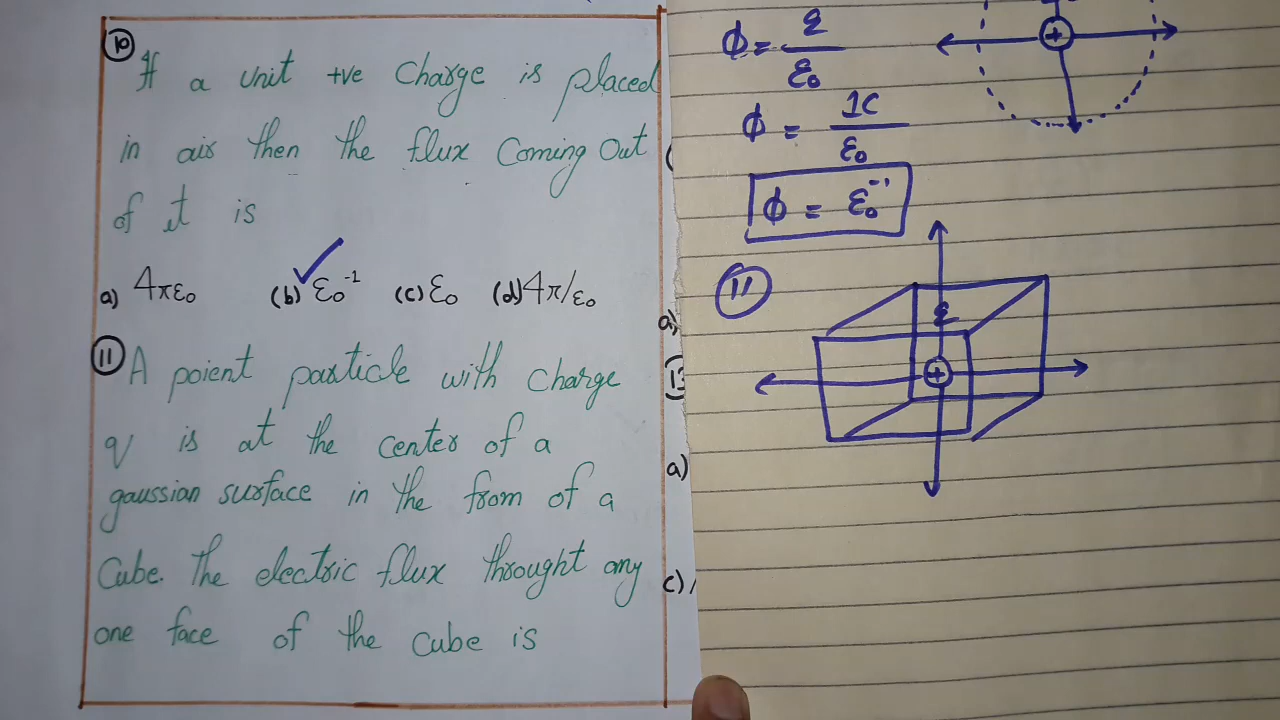 10
If a unit +ve Charge is placed
in air then the flux Coming Out
of it is
a) 4πε₀ (b) ε₀⁻¹ (c) ε₀ (d) 4π/ε₀
11 A poient particle with charge
q is at the center of a
gaussian surface in the from of a
Cube. The electric flux throught any
one face of the cube is
a)
(1
a)
c)
Φ = q/ε₀
+
Φ = 1C/ε₀
Φ = ε₀⁻¹
11
+